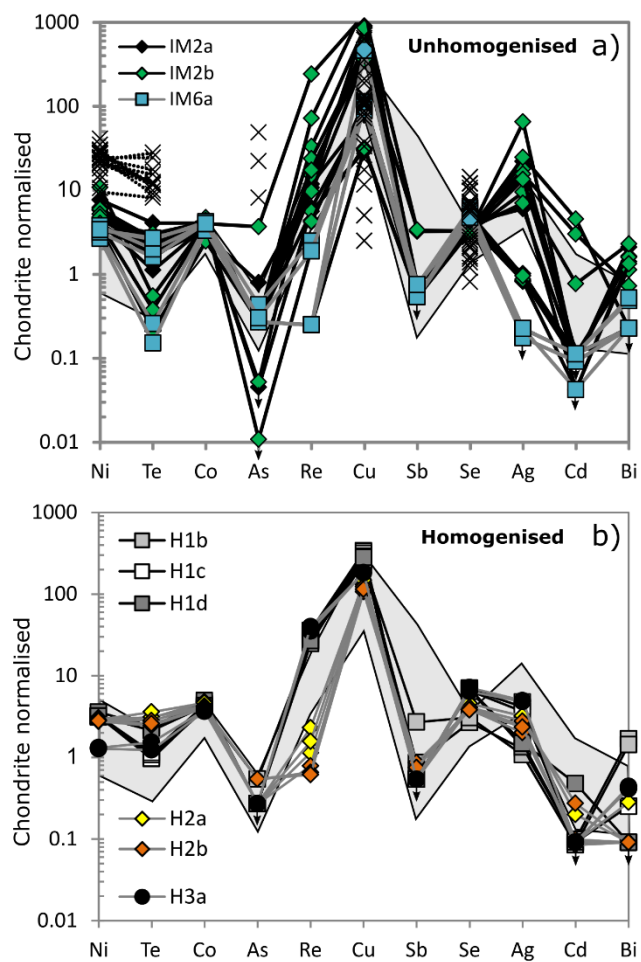 1000
100
10
1
0.1
0.01
Chondrite normalised
Unhomogenised a)
IM2a
IM2b
IM6a
Ni Te Co As Re Cu Sb Se Ag Cd Bi
1000
100
10
1
0.1
0.01
Chondrite normalised
Homogenised b)
H1b
H1c
H1d
H2a
H2b
H3a
Ni Te Co As Re Cu Sb Se Ag Cd Bi